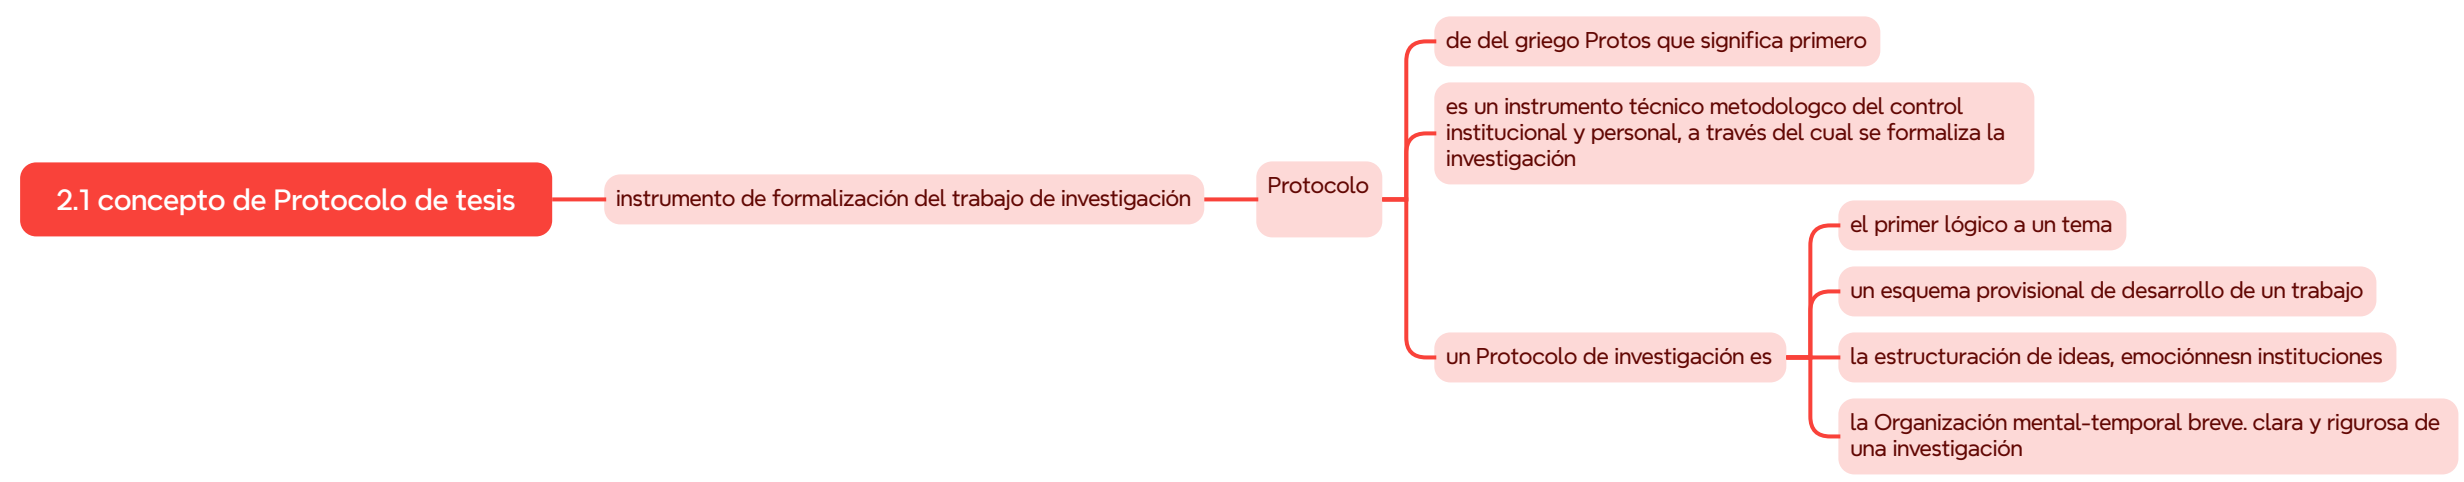 2.1 concepto de Protocolo de tesis
instrumento de formalización del trabajo de investigación
Protocolo
de del griego Protos que significa primero
es un instrumento técnico metodologco del control
institucional y personal, a través del cual se formaliza la
investigación
un Protocolo de investigación es
el primer lógico a un tema
un esquema provisional de desarrollo de un trabajo
la estructuración de ideas, emociónnesn instituciones
la Organización mental-temporal breve. clara y rigurosa de
una investigación